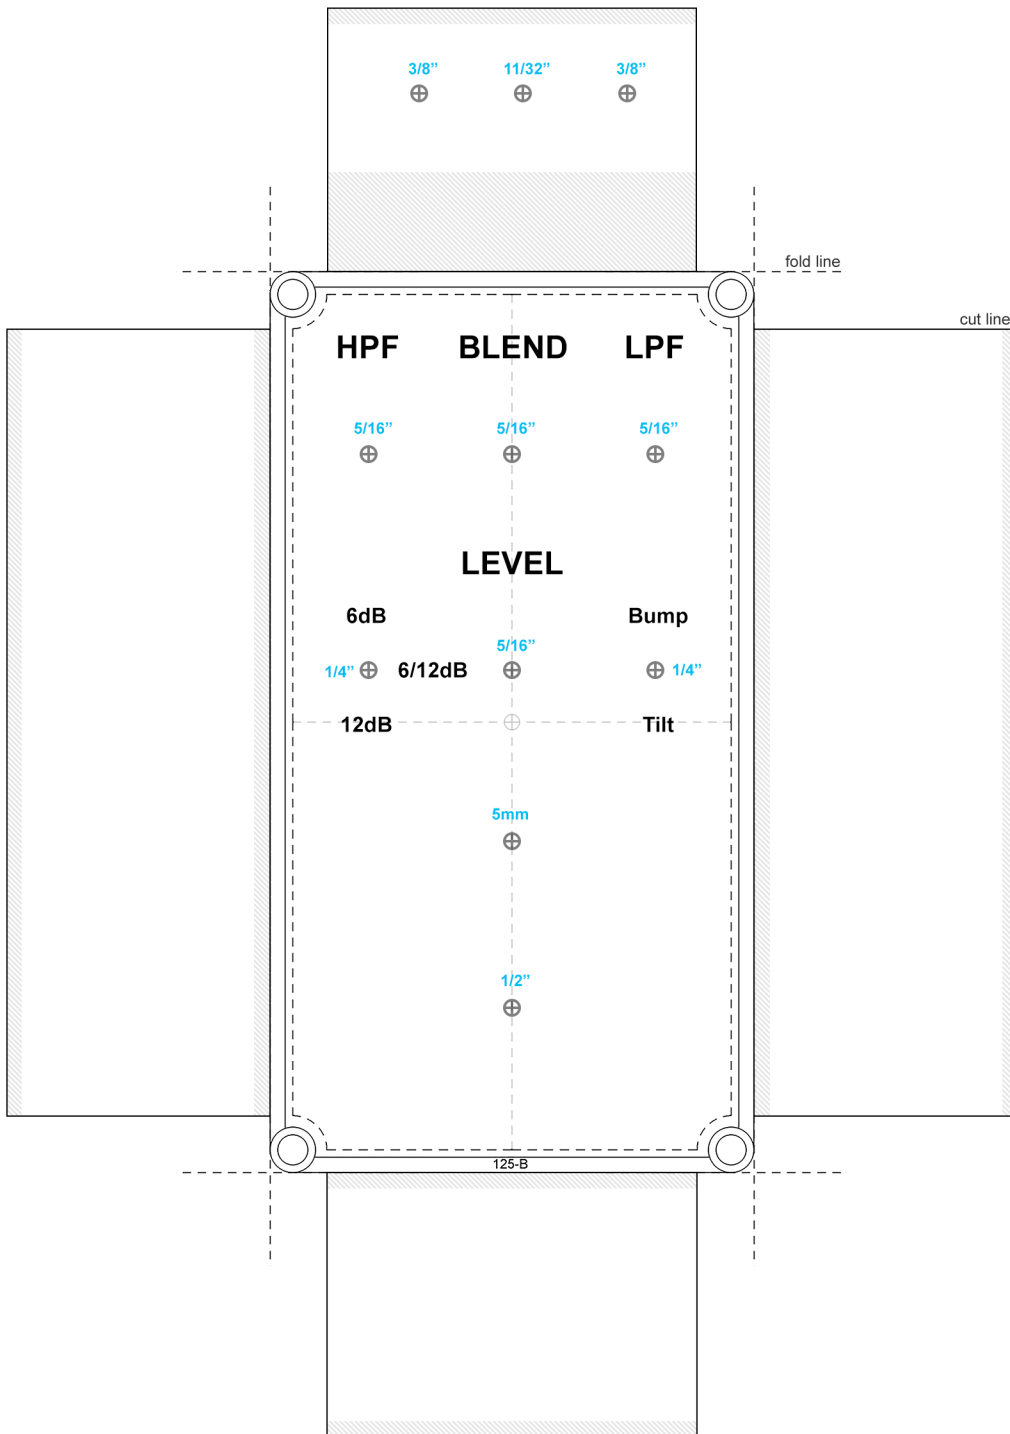 3/8” 11/32” 3/8”
fold line
cut line
HPF BLEND LPF
5/16” 5/16” 5/16”
LEVEL
6dB Bump
5/16”
1/4” 6/12dB 1/4”
12dB Tilt
5mm
1/2”
125-B